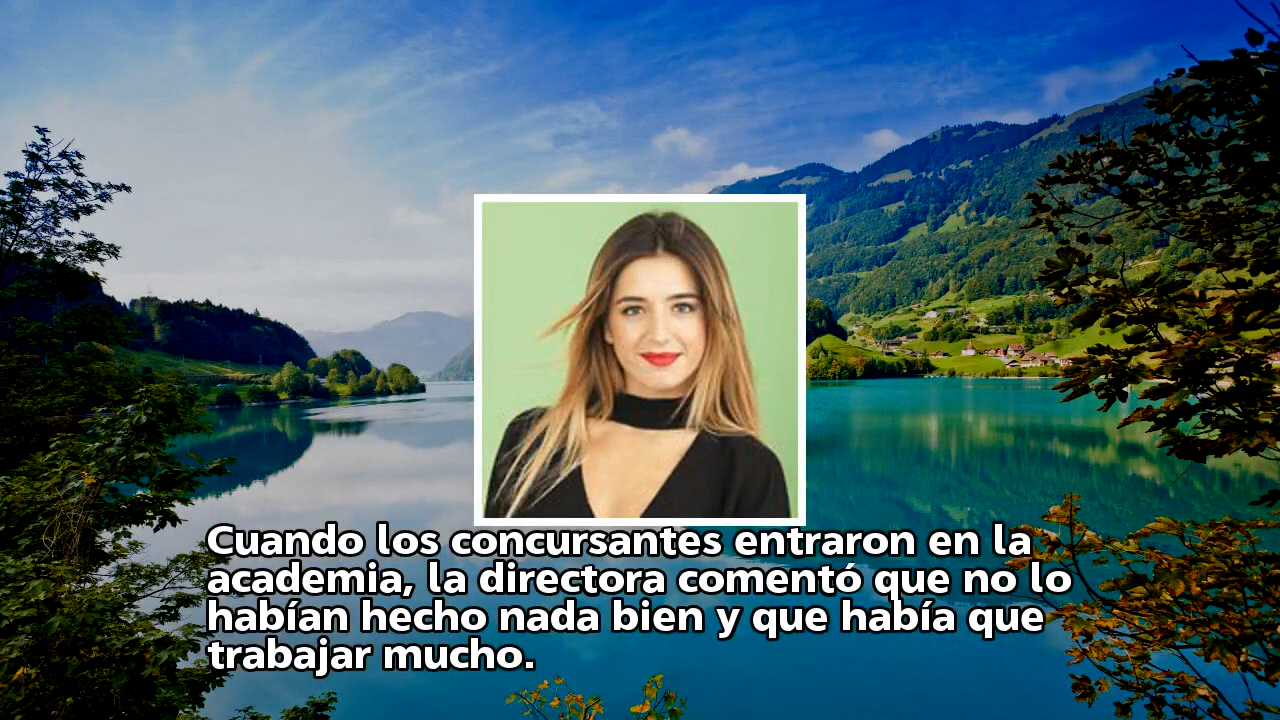 Cuando los concursantes entraron en la
academia, la directora comentó que no lo
habían hecho nada bien y que había que
trabajar mucho.